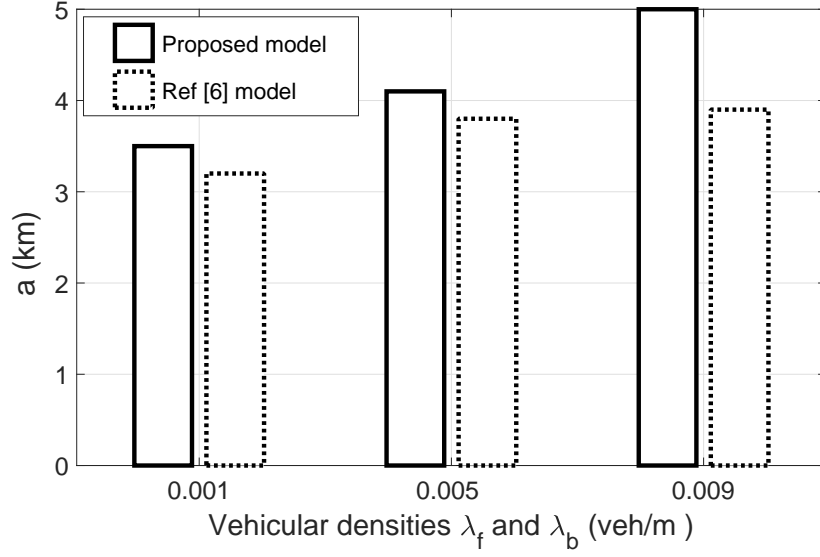 Proposed model
Ref [6] model
a (km)
5
4
3
2
1
0
0.001 0.005 0.009
Vehicular densities λf and λb (veh/m )